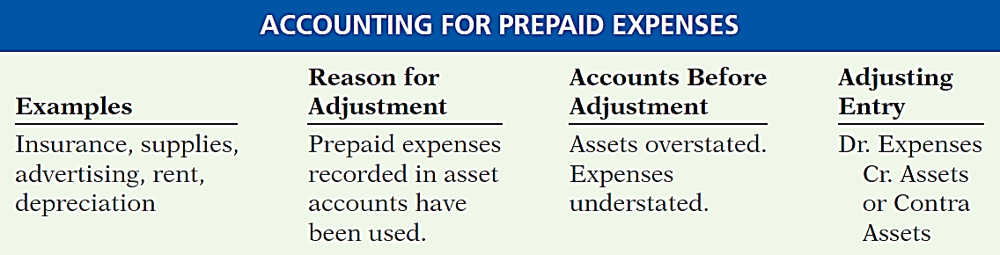 ACCOUNTING FOR PREPAID EXPENSES
Examples
Insurance, supplies,
advertising, rent,
depreciation
Reason for
Adjustment
Prepaid expenses
recorded in asset
accounts have
been used.
Accounts Before
Adjustment
Assets overstated.
Expenses
understated.
Adjusting
Entry
Dr. Expenses
Cr. Assets
or Contra
Assets